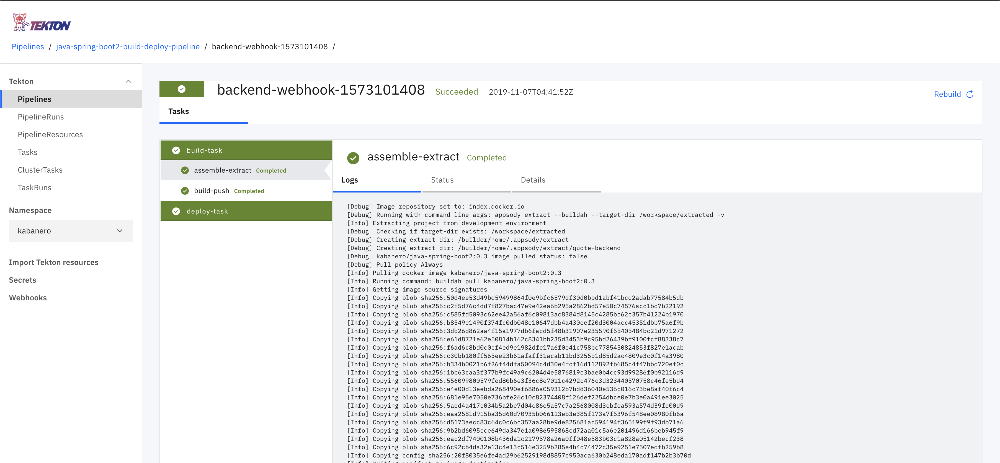 TEKTON
Pipelines / java-spring-boot2-build-deploy-pipeline / backend-webhook-1573101408 /
Tekton
Pipelines
PipelineRuns
PipelineResources
Tasks
ClusterTasks
TaskRuns
Namespace
kabanero
Import Tekton resources
Secrets
Webhooks
backend-webhook-1573101408 Succeeded 2019-11-07T04:41:52Z
Rebuild
Tasks
build-task
assemble-extract Completed
build-push Completed
deploy-task
assemble-extract Completed
Logs Status Details
[Debug] Image repository set to: index.docker.io
[Debug] Running with command line args: appsody extract --buildah --target-dir /workspace/extracted -v
[Info] Extracting project from development environment
[Debug] Checking if target-dir exists: /workspace/extracted
[Debug] Creating extract dir: /builder/home/.appsody/extract
[Debug] Creating extract dir: /builder/home/.appsody/extract/quote-backend
[Debug] kabanero/java-spring-boot2:0.3 image pulled status: false
[Debug] Pull policy Always
[Info] Pulling docker image kabanero/java-spring-boot2:0.3
[Info] Running command: buildah pull kabanero/java-spring-boot2:0.3
[Info] Getting image source signatures
[Info] Copying blob sha256:50d4ee53d49bd59499864f0e9bfc6579df30d0bbd1abf41bcd2adab77584b5db
[Info] Copying blob sha256:c2f5d76c4dd7f827bac47e9e42ea6b295a2862bd57e50c74576acc1bd7b22192
[Info] Copying blob sha256:c585fd5093c62ee42a56af6c09813ac8384d8145c4285bc62c357b41224b1970
[Info] Copying blob sha256:b8549e1490f374fc0db048e10647dbb4a430eef20d3004acc45351dbb75a6f9b
[Info] Copying blob sha256:3db26d862aa4f15a1977db6fadd5f48b31907e235590f55405484bc21d971272
[Info] Copying blob sha256:e61d8721e62e50814b162c8341bb235d3453b9c95bd26439bf9100fcf88338c7
[Info] Copying blob sha256:f6ad6c8bd0c0cf4ed9e1982dfe17a6f0e41c758bc7785450824853f827e1acab
[Info] Copying blob sha256:c30bb180ff565ee23b61afaff31acab11bd3255b1d85d2ac4809e3c0f14a3980
[Info] Copying blob sha256:b334b0021b6f26f44dfa50094c4d30e4fcf16d112892fb685c4f47bbd720ef0c
[Info] Copying blob sha256:1bb63caa3f377b9fc49a9c6204d4e5876819c3bae0b4cc93d99286f0b92116d9
[Info] Copying blob sha256:556099800579fed80b6e3f36c8e7011c4292c476c3d323440570758c46fe5bd4
[Info] Copying blob sha256:e4e00d13eebda268490ef6886a059312b7bdd36040e536c016c73be8af40f6c4
[Info] Copying blob sha256:681e95e7050e736bfe26c10c82374408f126def2254dbce0e7b3e0a491ee3025
[Info] Copying blob sha256:5aed4a417c034b5a2be7d04c86e5a57c7a2568008d3cbfea593a574d39fe00d9
[Info] Copying blob sha256:eaa2581d915ba35d60d70935b066113eb3e385f173a7f5396f548ee08980fb6a
[Info] Copying blob sha256:d5173aecc83c64c0c6bc357aa28be9de825681ac594194f365199f9f93db71a6
[Info] Copying blob sha256:9b2bd6095cce649da347e1a0986595868cd72aa01c5a6e201496d166beb945f9
[Info] Copying blob sha256:eac2df7400108b436da1c2179578a26a0ff048e583b03c1a828a05142becf238
[Info] Copying blob sha256:6c92cb4da32e13c4e13c516e3259b285e4b4c74472c35e9251e7507edfb259b8
[Info] Copying config sha256:20f8035e6fe4ad29b62529198d8857c950aca630b248eda170adf147b2b3b70d
[Info] Writing manifest to image destination